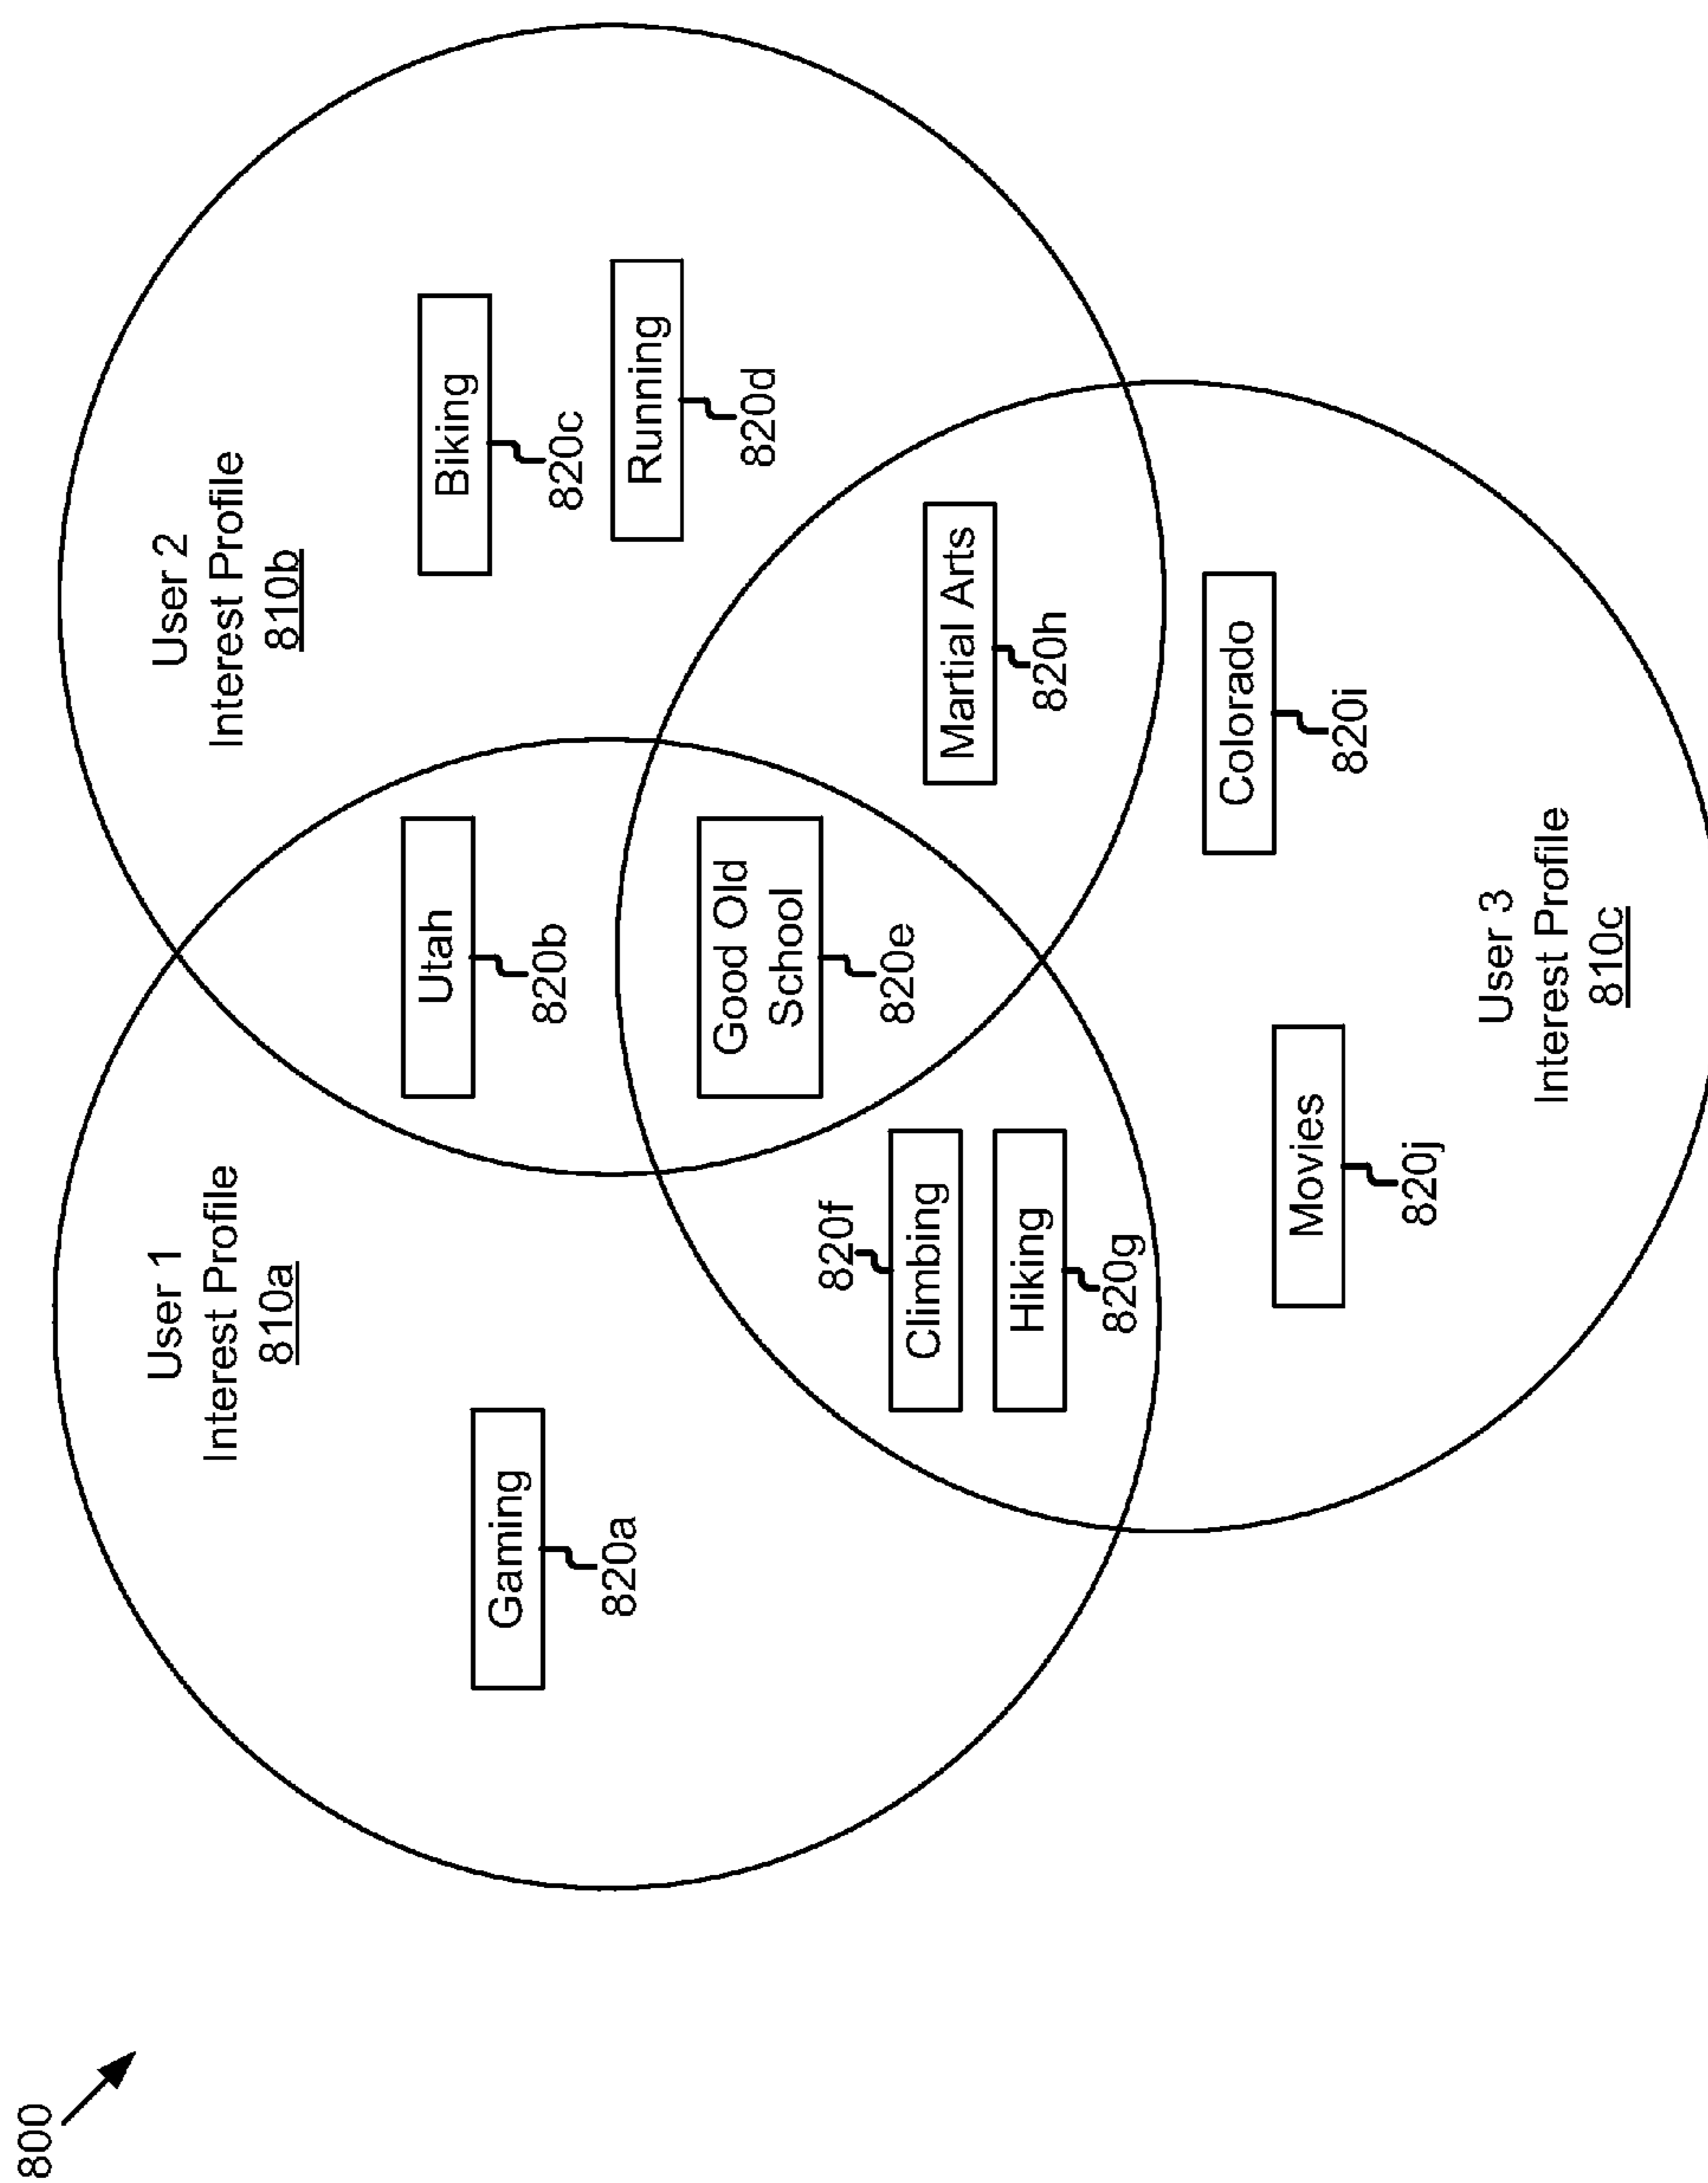 800
User 1
Interest Profile
810a
User 2
Interest Profile
810b
Gaming
820a
Utah
820b
Biking
820c
Running
820d
Good Old
School
820e
820f
Climbing
Hiking
820g
Martial Arts
820h
Colorado
820i
Movies
820j
User 3
Interest Profile
810c